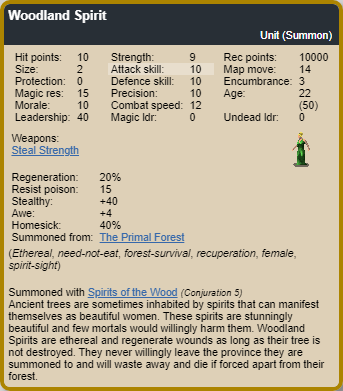 Woodland Spirit
Unit (Summon)
Hit points: 10 Strength: 9 Rec points: 10000
Size: 2 Attack skill: 10 Map move: 14
Protection: 0 Defence skill: 10 Encumbrance: 3
Magic res: 15 Precision: 10 Age: 22
Morale: 10 Combat speed: 12 (50)
Leadership: 40 Magic ldr: 0 Undead ldr: 0
Weapons:
Steal Strength
Regeneration: 20%
Resist poison: 15
Stealthy: +40
Awe: +4
Homesick: 40%
Summoned from: The Primal Forest
(Ethereal, need-not-eat, forest-survival, recuperation, female,
spirit-sight)
Summoned with Spirits of the Wood (Conjuration 5)
Ancient trees are sometimes inhabited by spirits that can manifest
themselves as beautiful women. These spirits are stunningly
beautiful and few mortals would willingly harm them. Woodland
Spirits are ethereal and regenerate wounds as long as their tree is
not destroyed. They never willingly leave the province they are
summoned to and will waste away and die if forced apart from their
forest.